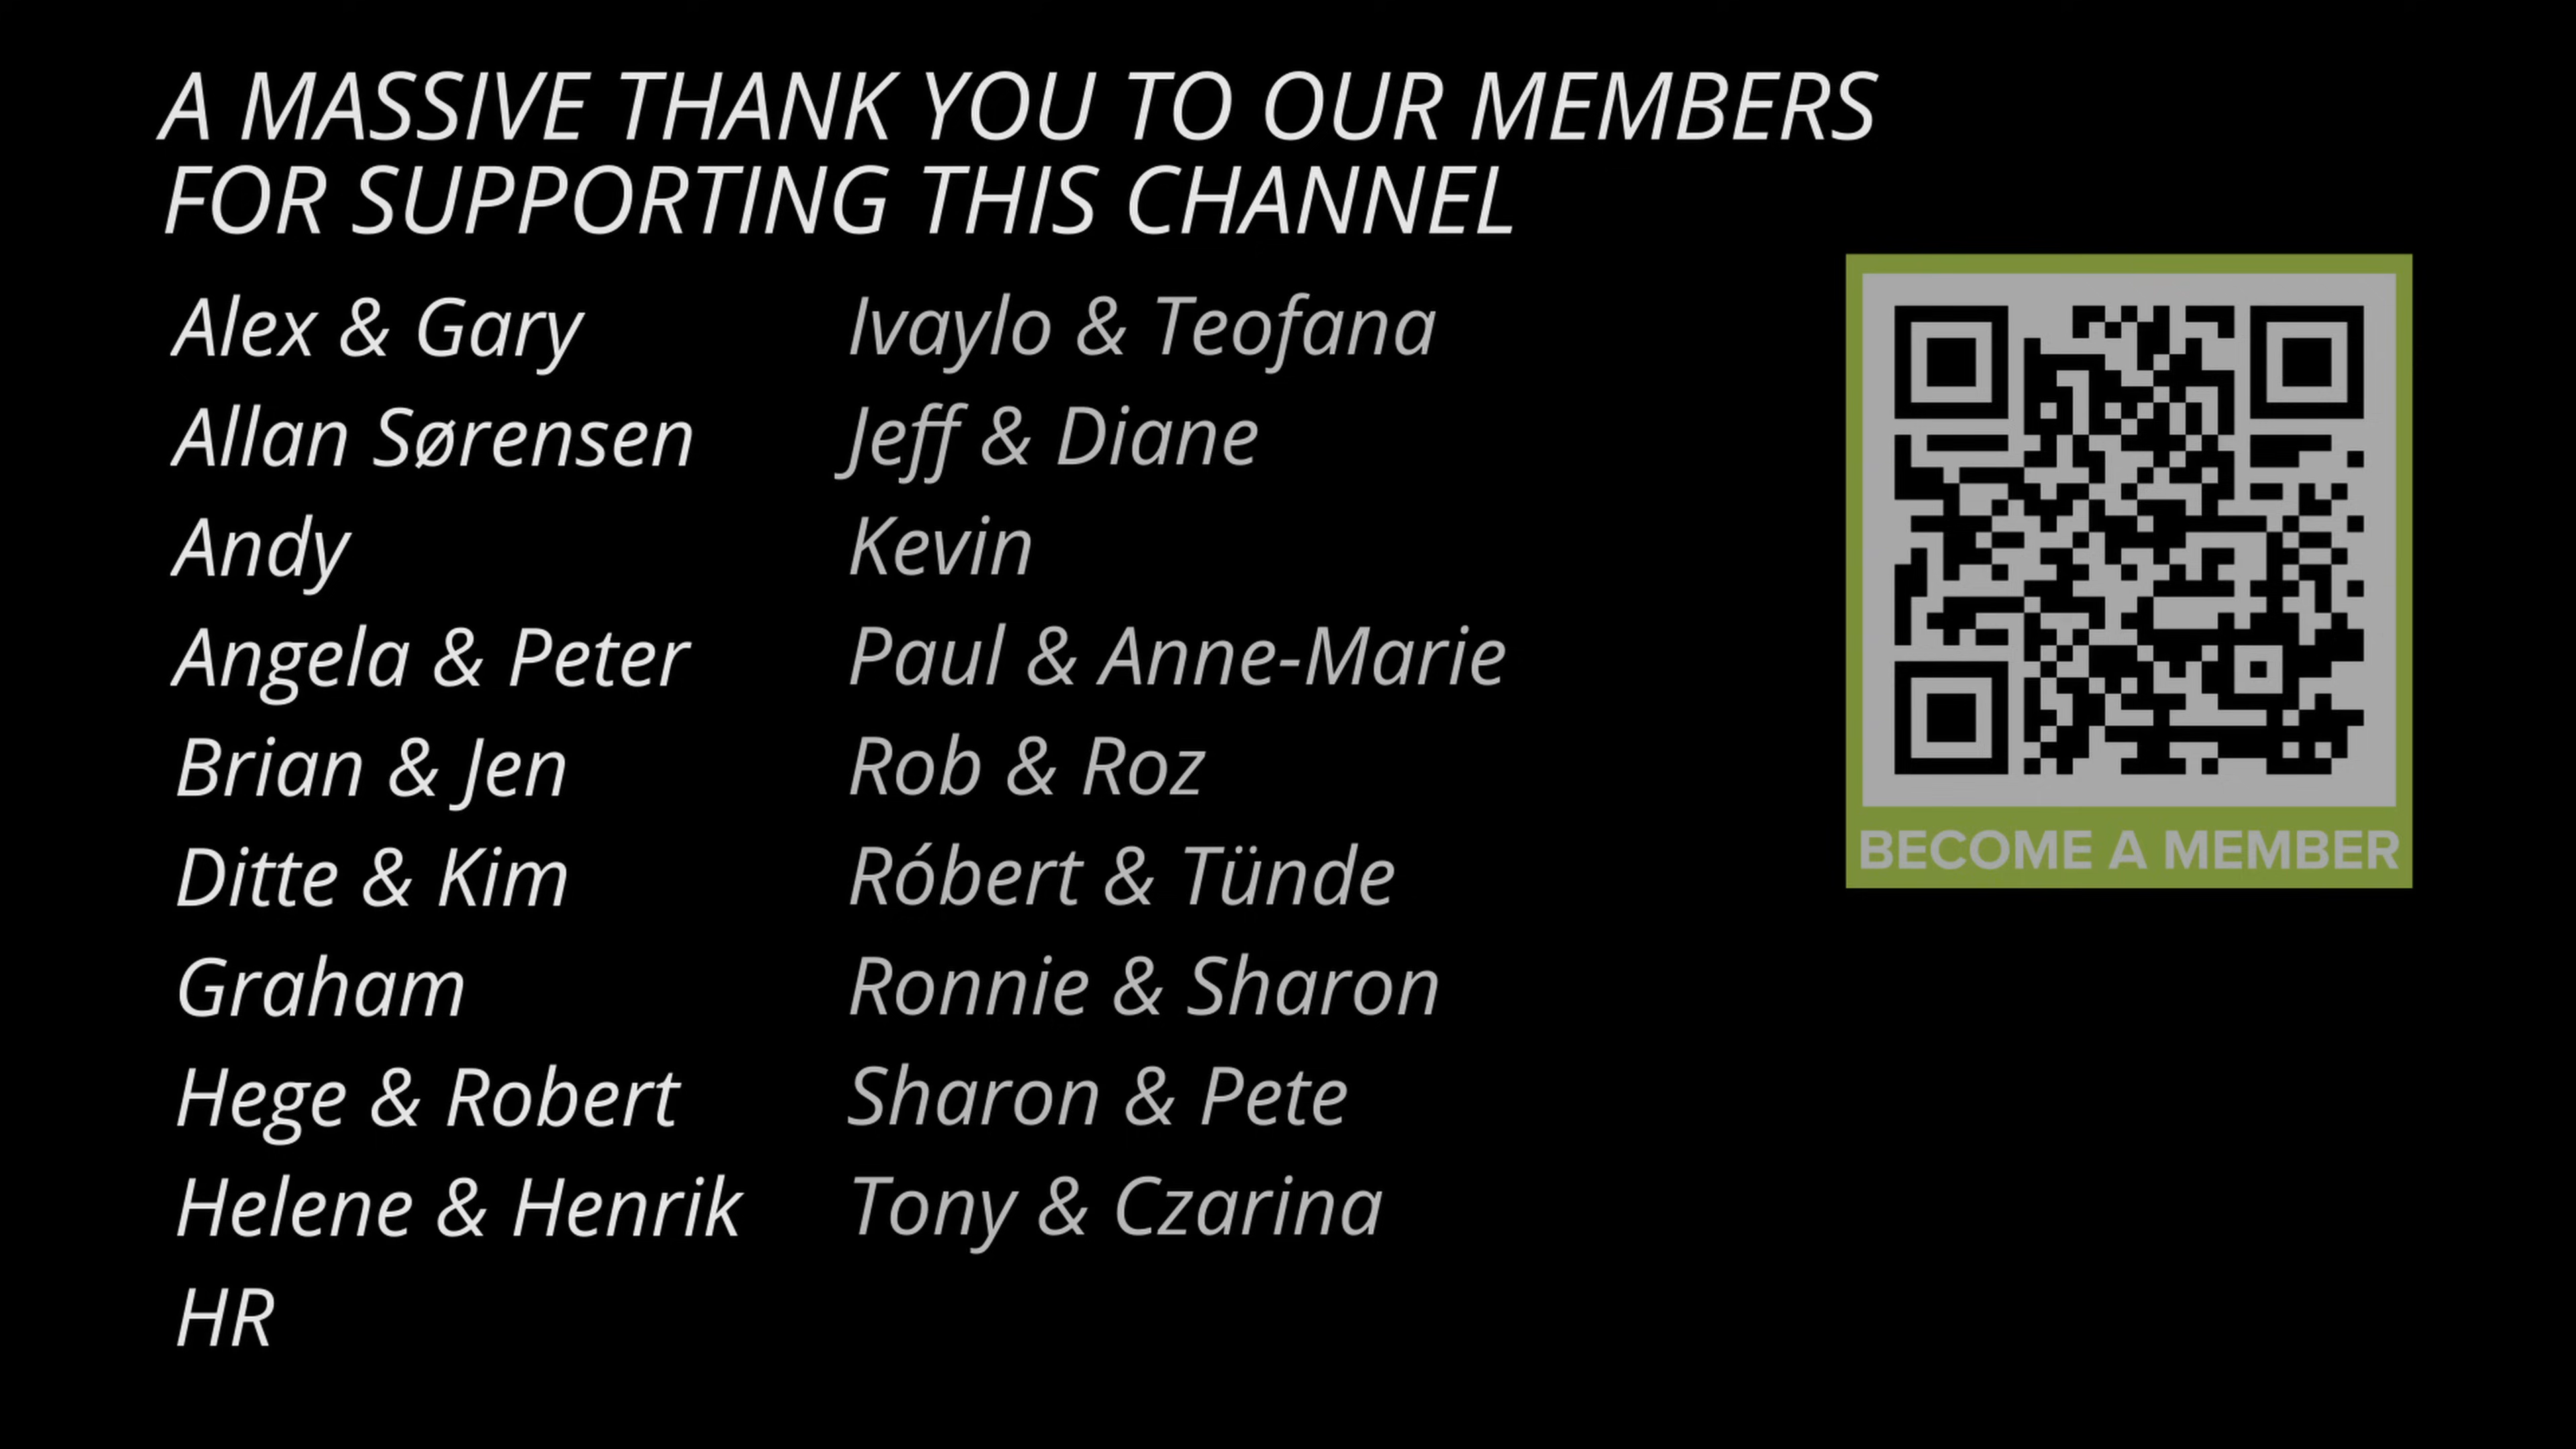 A MASSIVE THANK YOU TO OUR MEMBERS
FOR SUPPORTING THIS CHANNEL
Alex & Gary
Allan Sørensen
Andy
Angela & Peter
Brian & Jen
Ditte & Kim
Graham
Hege & Robert
Helene & Henrik
HR
Ivaylo & Teofana
Jeff & Diane
Kevin
Paul & Anne-Marie
Rob & Roz
Róbert & Tünde
Ronnie & Sharon
Sharon & Pete
Tony & Czarina
BECOME A MEMBER